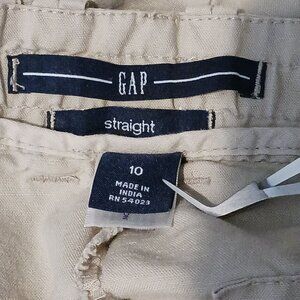 GAP
straight
10
MADE IN
INDIA
RN 54023